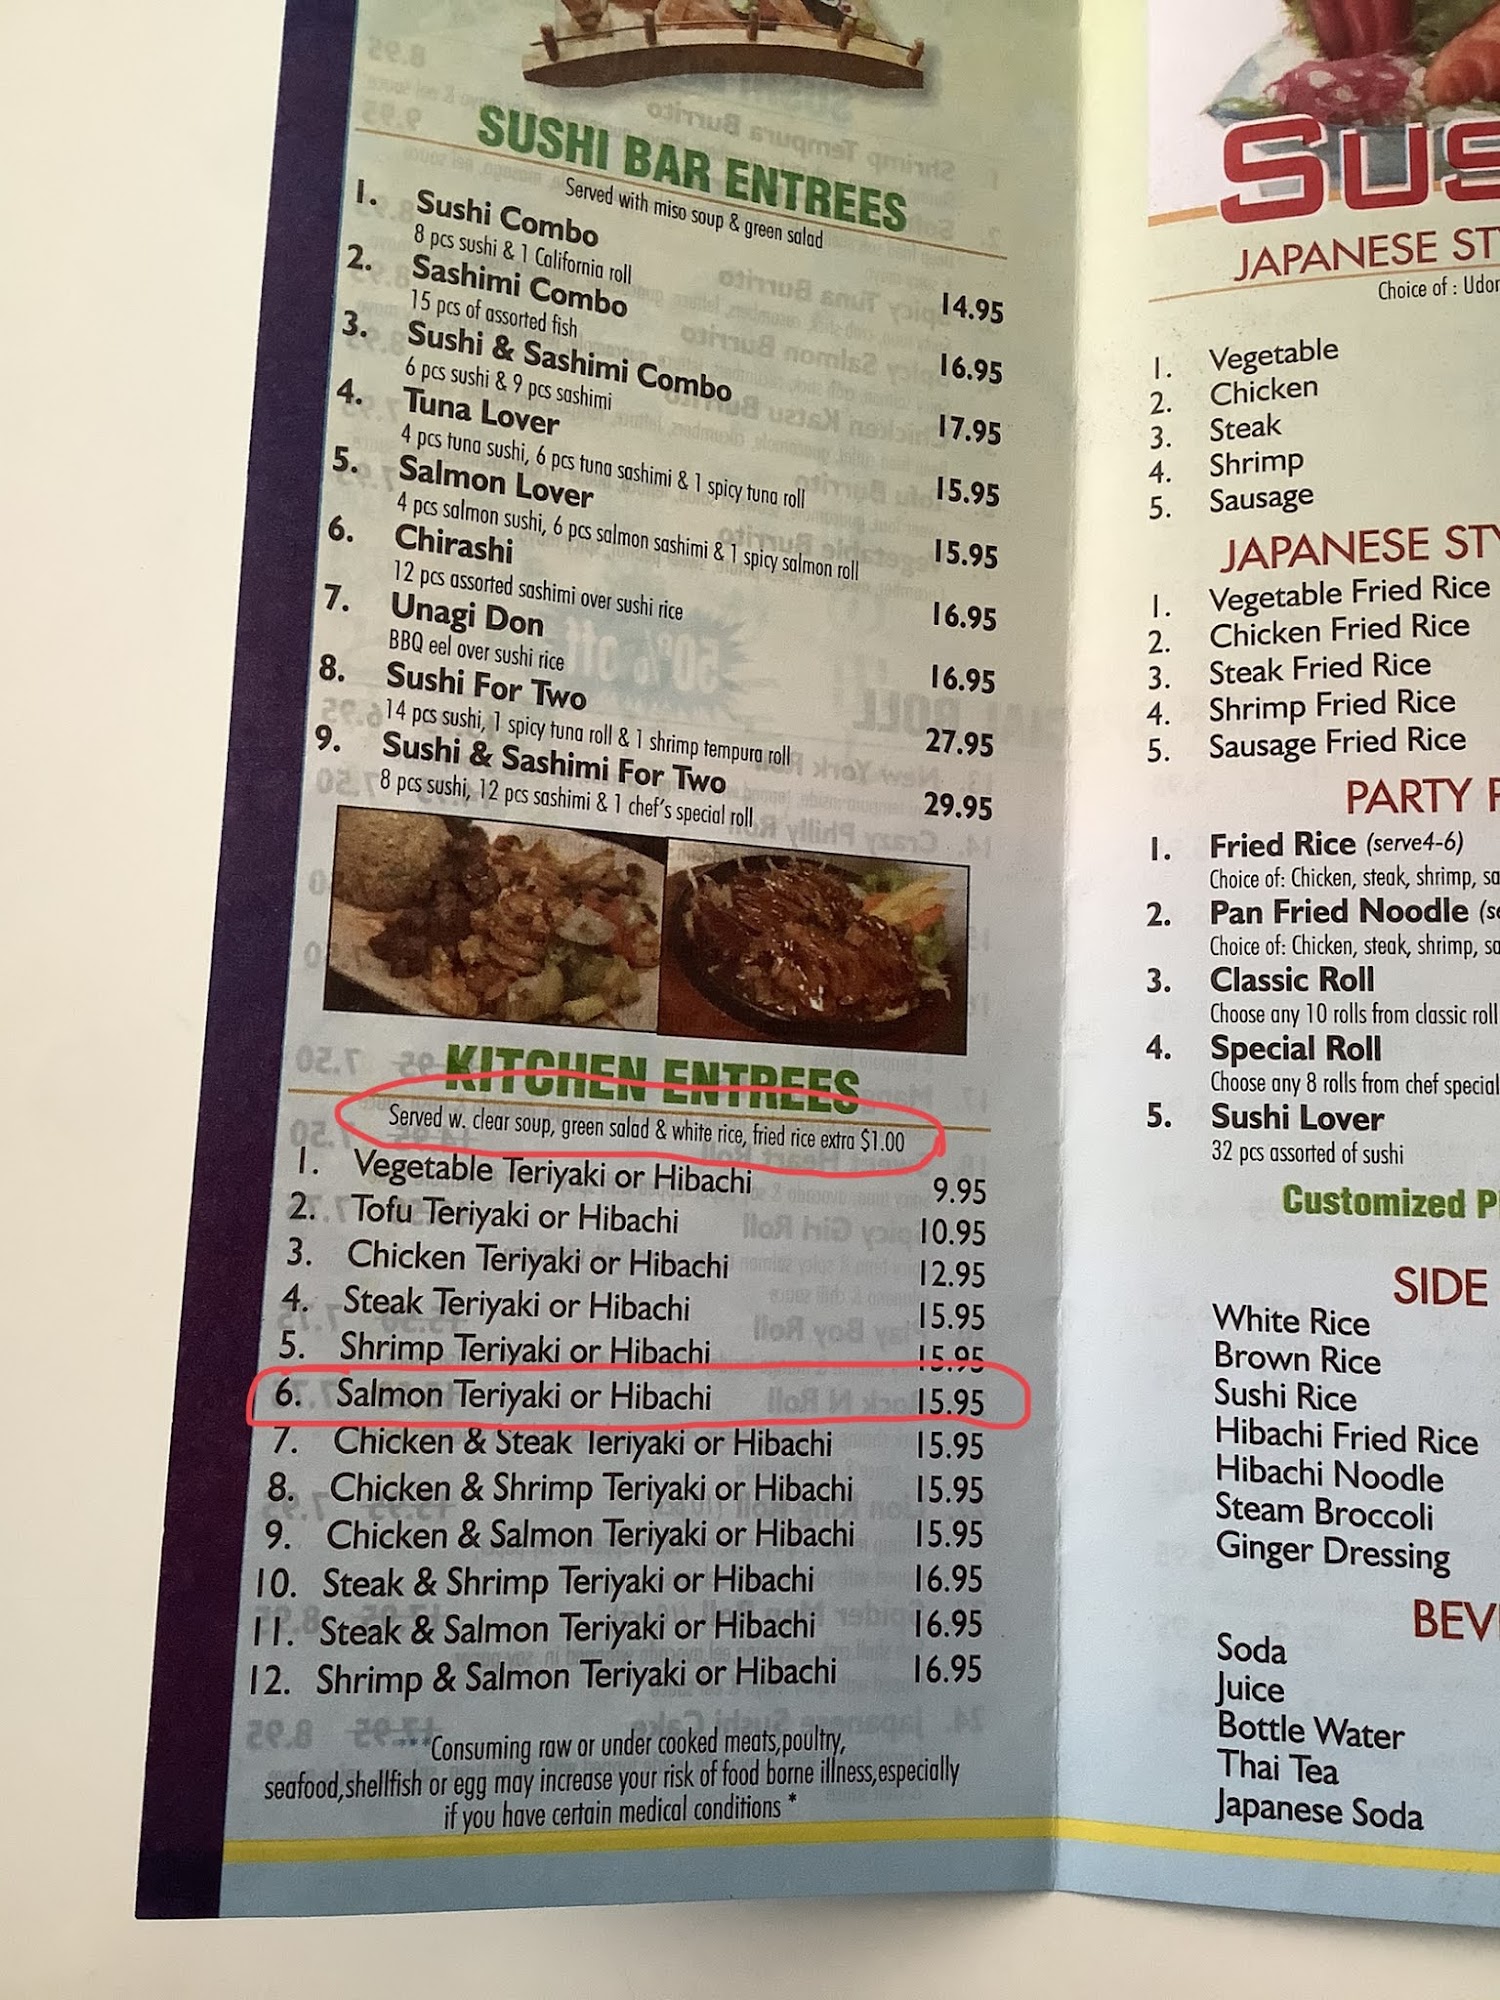 SUSHI BAR ENTREES
Served with miso soup & green salad
1. Sushi Combo
8 pcs sushi & 1 California roll 14.95
2. Sashimi Combo
15 pcs of assorted fish 16.95
3. Sushi & Sashimi Combo
6 pcs sushi & 9 pcs sashimi 17.95
4. Tuna Lover
4 pcs tuna sushi, 6 pcs tuna sashimi & 1 spicy tuna roll 15.95
5. Salmon Lover
4 pcs salmon sushi, 6 pcs salmon sashimi & 1 spicy salmon roll 15.95
6. Chirashi
12 pcs assorted sashimi over sushi rice 16.95
7. Unagi Don
BBQ eel over sushi rice 16.95
8. Sushi For Two
14 pcs sushi, 1 spicy tuna roll & 1 shrimp tempura roll 27.95
9. Sushi & Sashimi For Two
8 pcs sushi, 12 pcs sashimi & 1 chef's special roll 29.95
KITCHEN ENTREES
Served w. clear soup, green salad & white rice, fried rice extra $1.00
1. Vegetable Teriyaki or Hibachi 9.95
2. Tofu Teriyaki or Hibachi 10.95
3. Chicken Teriyaki or Hibachi 12.95
4. Steak Teriyaki or Hibachi 15.95
5. Shrimp Teriyaki or Hibachi 15.95
6. Salmon Teriyaki or Hibachi 15.95
7. Chicken & Steak Teriyaki or Hibachi 15.95
8. Chicken & Shrimp Teriyaki or Hibachi 15.95
9. Chicken & Salmon Teriyaki or Hibachi 15.95
10. Steak & Shrimp Teriyaki or Hibachi 16.95
11. Steak & Salmon Teriyaki or Hibachi 16.95
12. Shrimp & Salmon Teriyaki or Hibachi 16.95
***Consuming raw or under cooked meats,poultry,
seafood,shellfish or egg may increase your risk of food borne illness,especially
if you have certain medical conditions *
SUS
JAPANESE ST
Choice of : Udon
1. Vegetable
2. Chicken
3. Steak
4. Shrimp
5. Sausage
JAPANESE STY
1. Vegetable Fried Rice
2. Chicken Fried Rice
3. Steak Fried Rice
4. Shrimp Fried Rice
5. Sausage Fried Rice
PARTY P
1. Fried Rice (serve4-6)
Choice of: Chicken, steak, shrimp, sa
2. Pan Fried Noodle (se
Choice of: Chicken, steak, shrimp, sa
3. Classic Roll
Choose any 10 rolls from classic roll
4. Special Roll
Choose any 8 rolls from chef special
5. Sushi Lover
32 pcs assorted of sushi
Customized P
SIDE
White Rice
Brown Rice
Sushi Rice
Hibachi Fried Rice
Hibachi Noodle
Steam Broccoli
Ginger Dressing
BEV
Soda
Juice
Bottle Water
Thai Tea
Japanese Soda